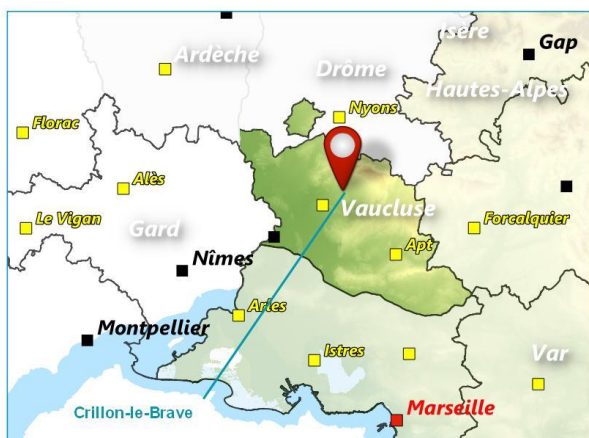 Isère
Ardèche
Gap
Drôme
Hautes-Alpes
Nyons
Florac
Alès
Le Vigan
Vaucluse
Forcalquier
Gard
Apt
Nîmes
Arles
Montpellier
Istres
Var
Marseille
Crillon-le-Brave